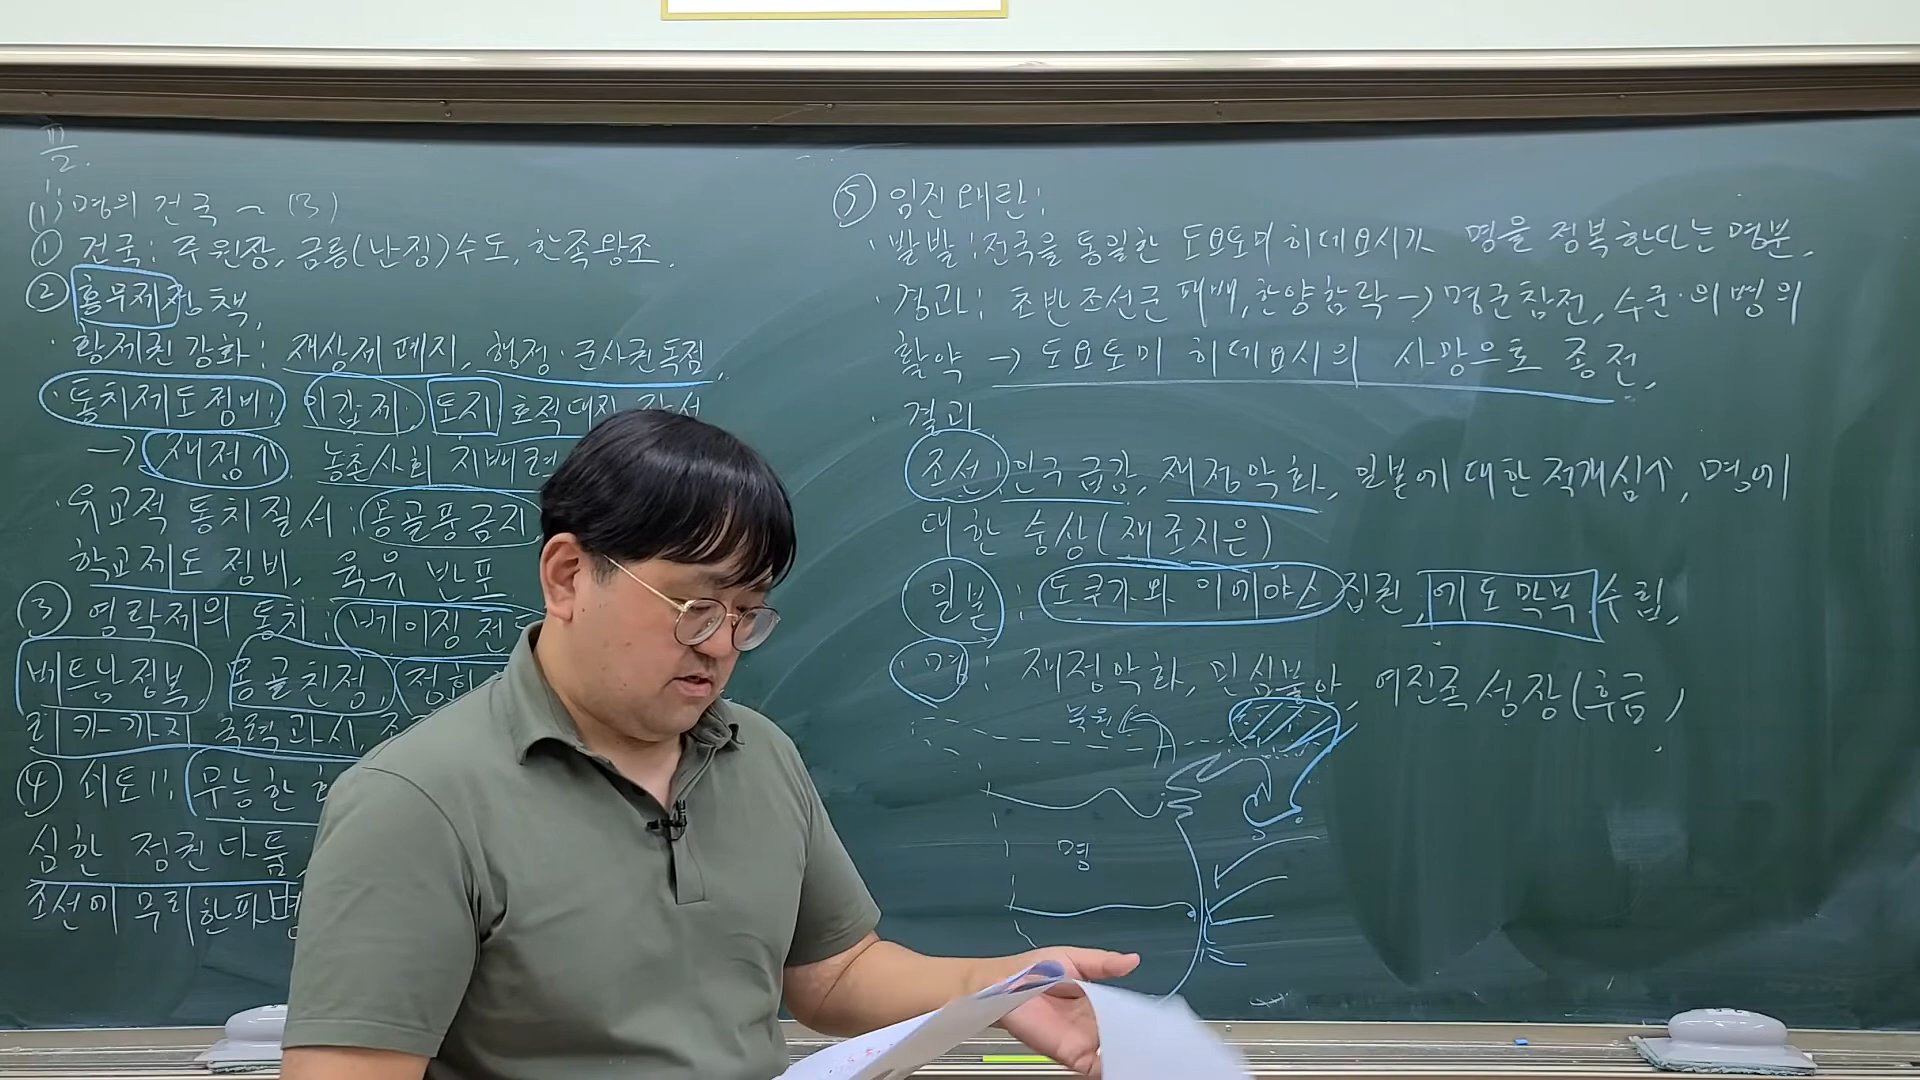 Ⅲ
2.
(1) 명의 건국 ~ (3)
① 건국: 주원장, 금릉(난징)수도, 한족왕조.
② 홍무제정책,
· 황제권 강화: 재상제 폐지, 행정·군사권 독점,
· 통치제도 정비: 이갑제· 토지 호적대장
→ 재정↑ 농촌사회 지배력
· 유교적 통치질서: 몽골풍금지
학교제도 정비, 육유 반포
③ 영락제의 통치: 베이징
베트남정복 몽골친정,
국력과시,
④ 쇠퇴: 무능한
심한 정권다툼,
조선에 무리한파병
⑤ 임진왜란:
· 발발: 전국을 통일한 도요토미 히데요시가 명을 정복한다는 명분.
· 경과: 초반 조선군 패배, 한양함락 → 명군참전, 수군·의병의
활약 → 도요토미 히데요시의 사망으로 종전.
· 결과
조선: 인구급감, 재정악화, 일본에 대한 적개심↑, 명에
대한 숭상(재조지은)
일본: 도쿠가와 이에야스 집권, 에도막부 수립,
· 명: 재정악화, 민심불안, 여진족 성장(후금)
북원
명